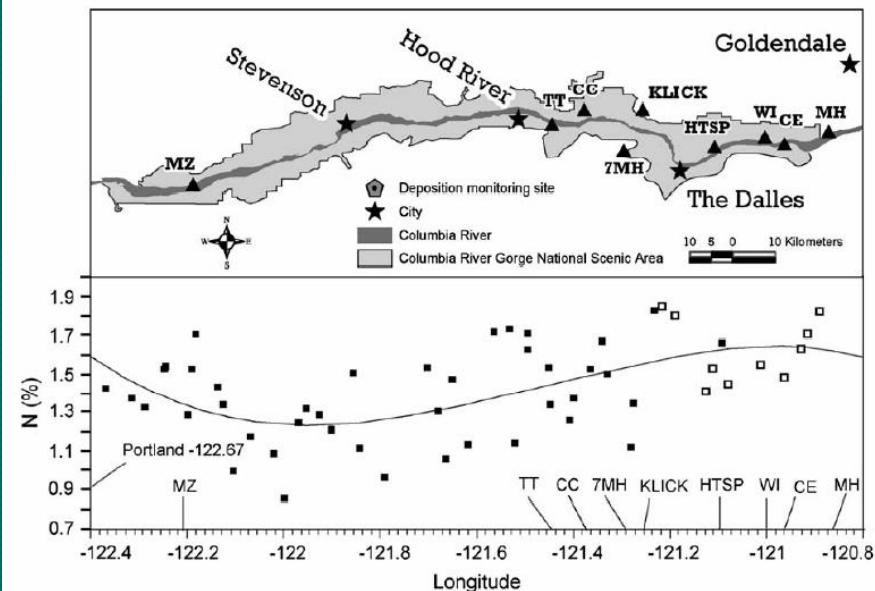 Goldendale
Stevenson
Hood River
CC
KLICK
TT
WI
MH
HTSP
CE
MZ
7MH
The Dalles
Deposition monitoring site
City
Columbia River
Columbia River Gorge National Scenic Area
N
W E
S
10 5 0 10 Kilometers
N (%)
1.9
1.7
1.5
1.3
1.1
0.9
0.7
Portland -122.67
MZ TT CC 7MH KLICK HTSP WI CE MH
-122.4 -122.2 -122 -121.8 -121.6 -121.4 -121.2 -121 -120.8
Longitude